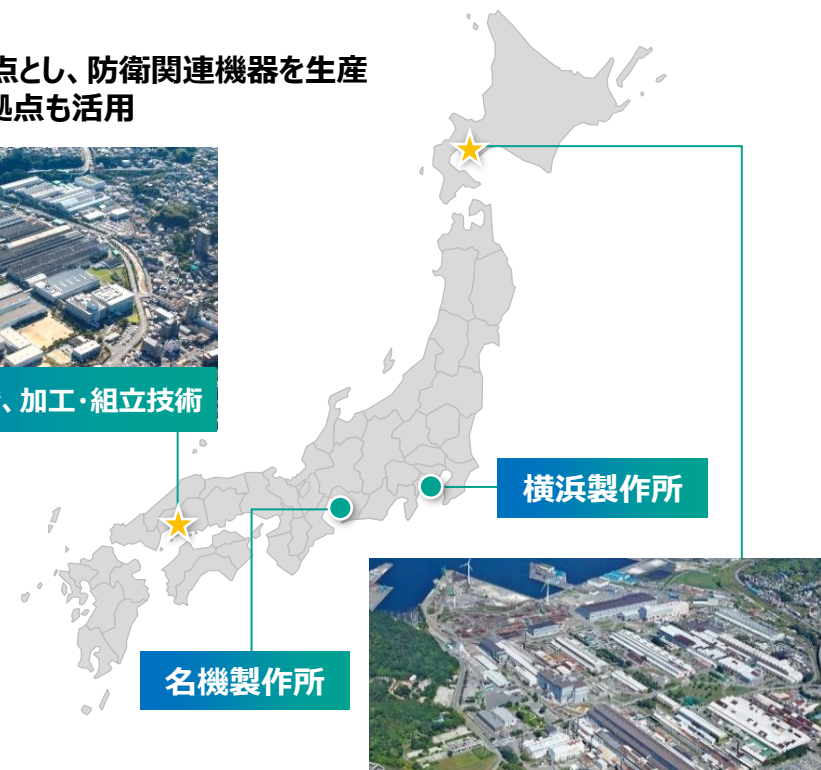 点とし、防衛関連機器を生産
拠点も活用
、加工・組立技術
横浜製作所
名機製作所